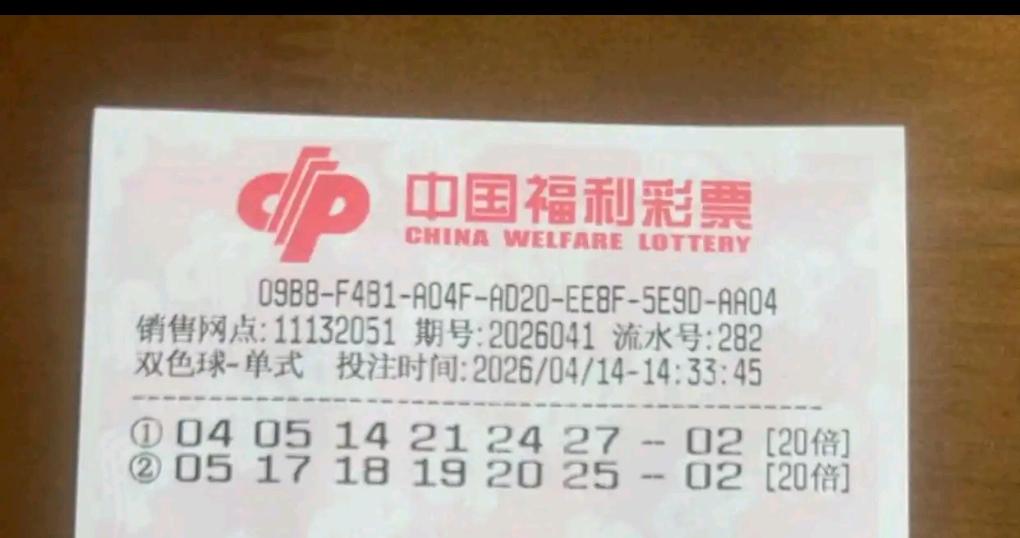 中国福利彩票
CHINA WELFARE LOTTERY
09B8-F4B1-A04F-AD20-EE8F-5E9D-AA04
销售网点:11132051 期号:2026041 流水号:282
双色球-单式 投注时间:2026/04/14-14:33:45
① 04 05 14 21 24 27 -- 02 [20倍]
② 05 17 18 19 20 25 -- 02 [20倍]